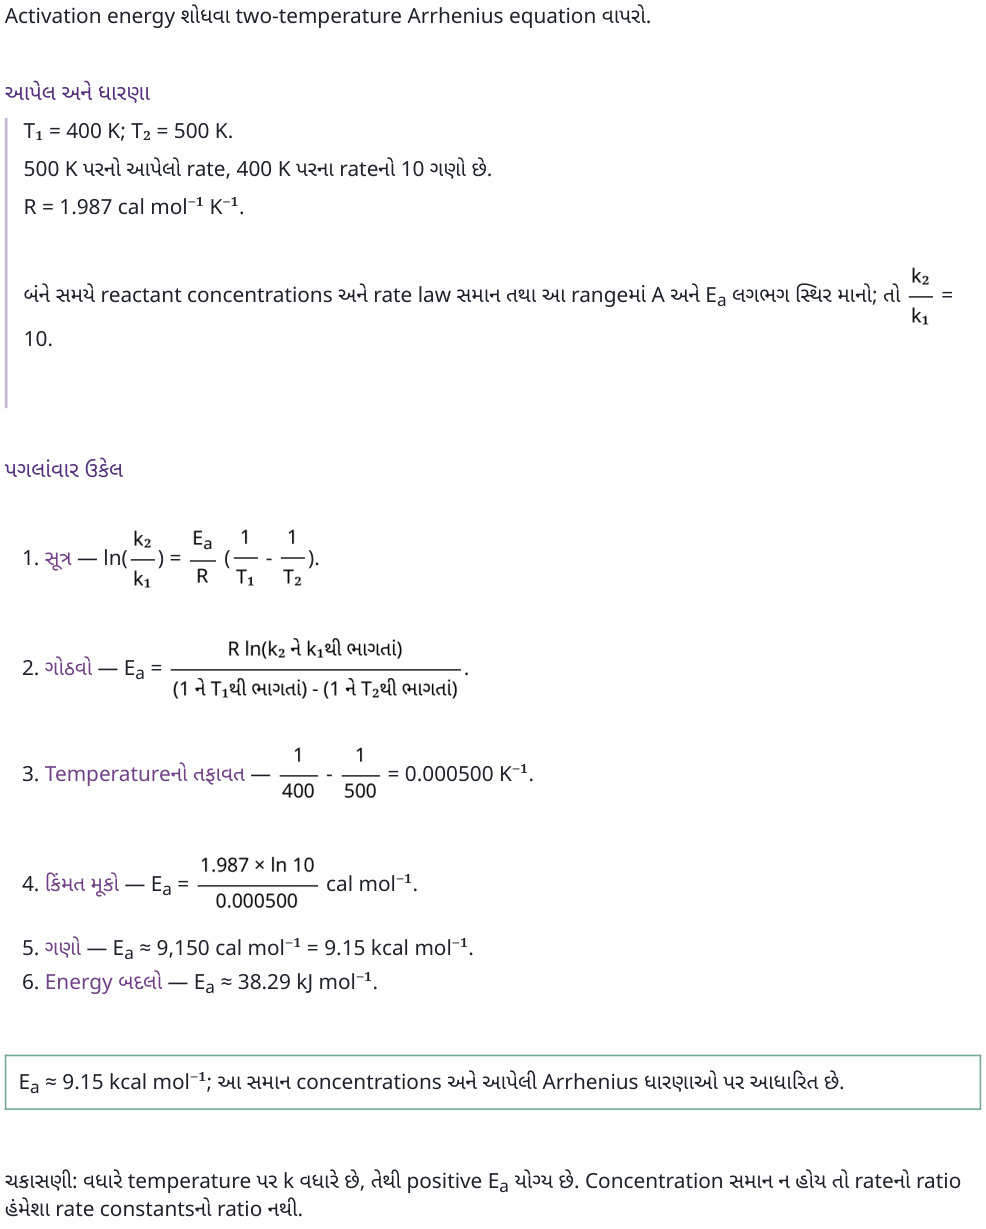 Activation energy શોધવા two-temperature Arrhenius equation વાપરો.
આપેલ અને ધારણા
T₁ = 400 K; T₂ = 500 K.
500 K પરનો આપેલો rate, 400 K પરના rateનો 10 ગણો છે.
R = 1.987 cal mol⁻¹ K⁻¹.
બંને સમયે reactant concentrations અને rate law સમાન તથા આ rangeમાં A અને Eₐ લગભગ સ્થિર માનો; તો k₂/k₁ =
10.
પગલાંવાર ઉકેલ
1. સૂત્ર — ln(k₂/k₁) = Eₐ/R (1/T₁ - 1/T₂).
2. ગોઠવો — Eₐ = R ln(k₂ ને k₁થી ભાગતાં)/(1 ને T₁થી ભાગતાં) - (1 ને T₂થી ભાગતાં).
3. Temperatureનો તફાવત — 1/400 - 1/500 = 0.000500 K⁻¹.
4. કિંમત મૂકો — Eₐ = 1.987 × ln 10/0.000500 cal mol⁻¹.
5. ગણો — Eₐ ≈ 9,150 cal mol⁻¹ = 9.15 kcal mol⁻¹.
6. Energy બદલો — Eₐ ≈ 38.29 kJ mol⁻¹.
Eₐ ≈ 9.15 kcal mol⁻¹; આ સમાન concentrations અને આપેલી Arrhenius ધારણાઓ પર આધારિત છે.
ચકાસણી: વધારે temperature પર k વધારે છે, તેથી positive Eₐ યોગ્ય છે. Concentration સમાન ન હોય તો rateનો ratio
હંમેશા rate constantsનો ratio નથી.